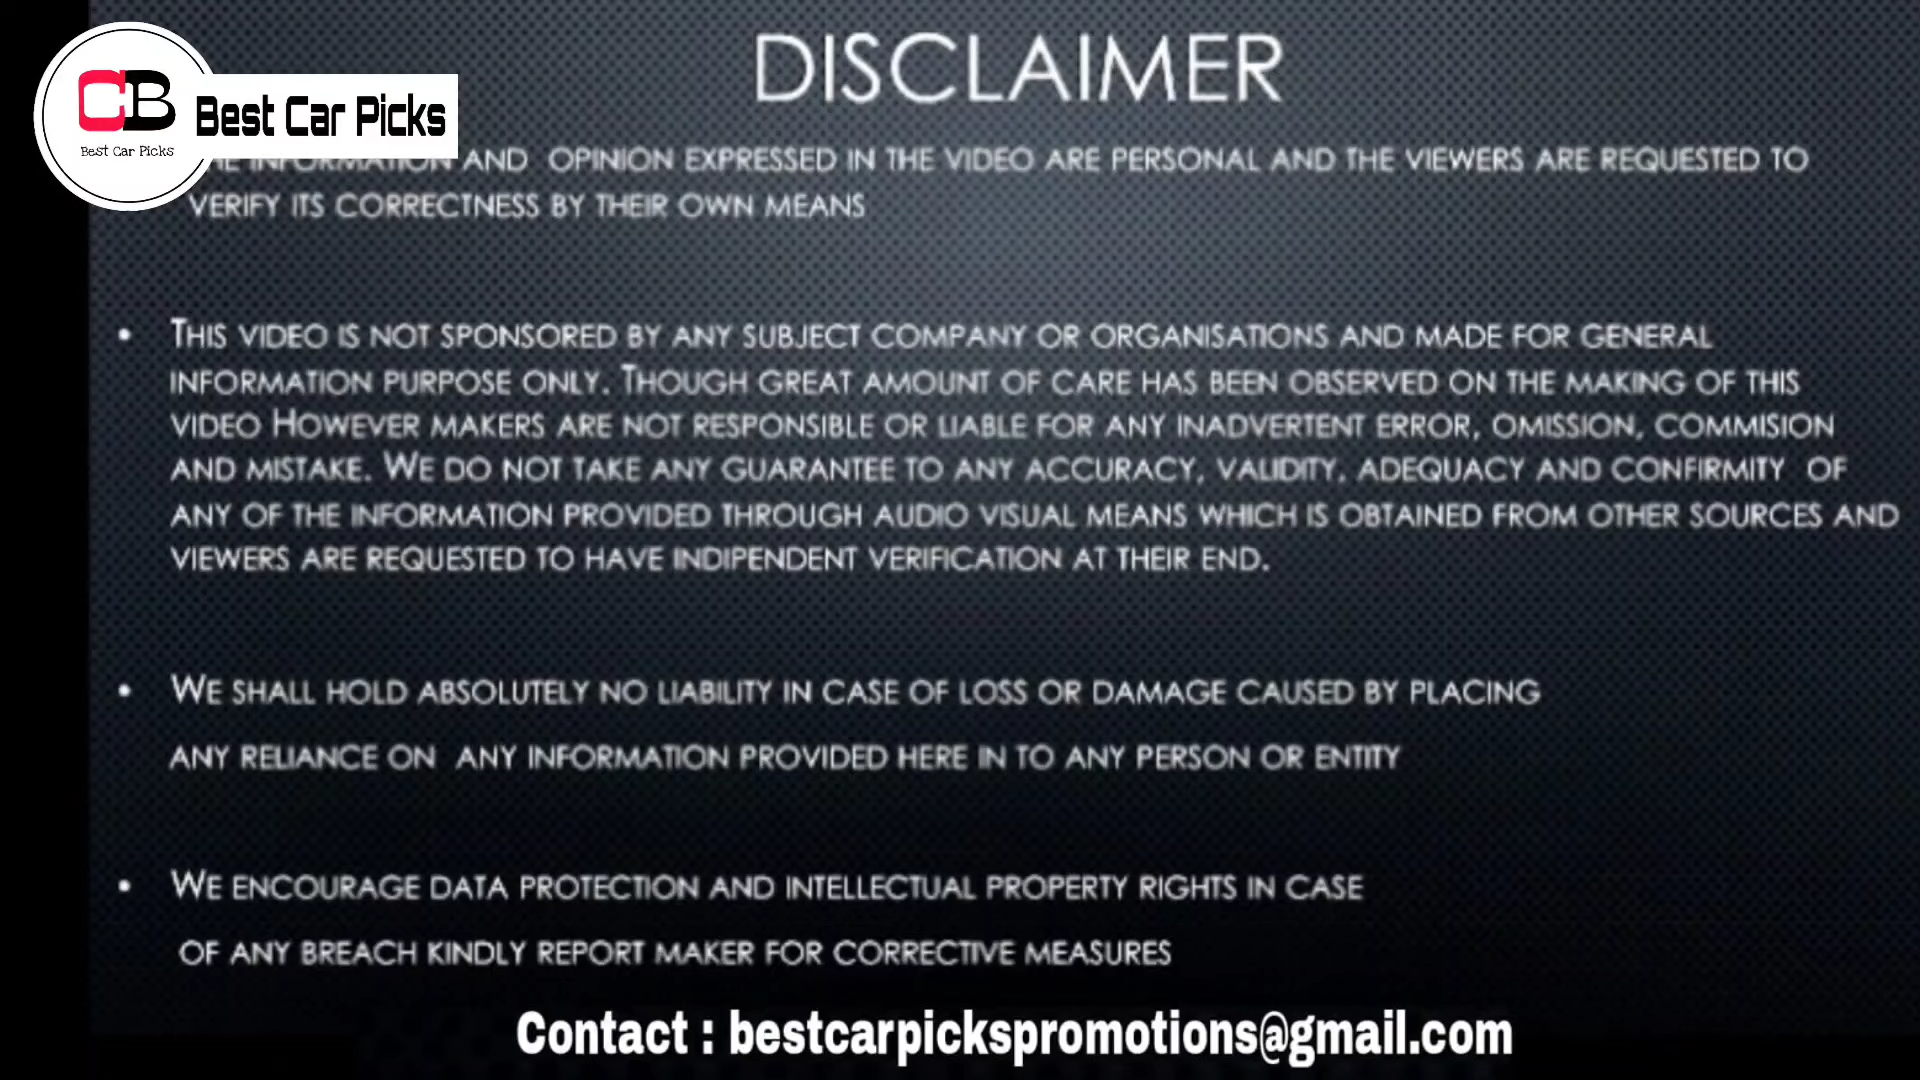 DISCLAIMER
CB
Best Car Picks
Best Car Picks
INFORMATION AND OPINION EXPRESSED IN THE VIDEO ARE PERSONAL AND THE VIEWERS ARE REQUESTED TO
VERIFY ITS CORRECTNESS BY THEIR OWN MEANS
• THIS VIDEO IS NOT SPONSORED BY ANY SUBJECT COMPANY OR ORGANISATIONS AND MADE FOR GENERAL
INFORMATION PURPOSE ONLY. THOUGH GREAT AMOUNT OF CARE HAS BEEN OBSERVED ON THE MAKING OF THIS
VIDEO HOWEVER MAKERS ARE NOT RESPONSIBLE OR LIABLE FOR ANY INADVERTENT ERROR, OMISSION, COMMISION
AND MISTAKE. WE DO NOT TAKE ANY GUARANTEE TO ANY ACCURACY, VALIDITY, ADEQUACY AND CONFIRMITY OF
ANY OF THE INFORMATION PROVIDED THROUGH AUDIO VISUAL MEANS WHICH IS OBTAINED FROM OTHER SOURCES AND
VIEWERS ARE REQUESTED TO HAVE INDIPENDENT VERIFICATION AT THEIR END.
• WE SHALL HOLD ABSOLUTELY NO LIABILITY IN CASE OF LOSS OR DAMAGE CAUSED BY PLACING
ANY RELIANCE ON ANY INFORMATION PROVIDED HERE IN TO ANY PERSON OR ENTITY
• WE ENCOURAGE DATA PROTECTION AND INTELLECTUAL PROPERTY RIGHTS IN CASE
OF ANY BREACH KINDLY REPORT MAKER FOR CORRECTIVE MEASURES
Contact : bestcarpickspromotions@gmail.com